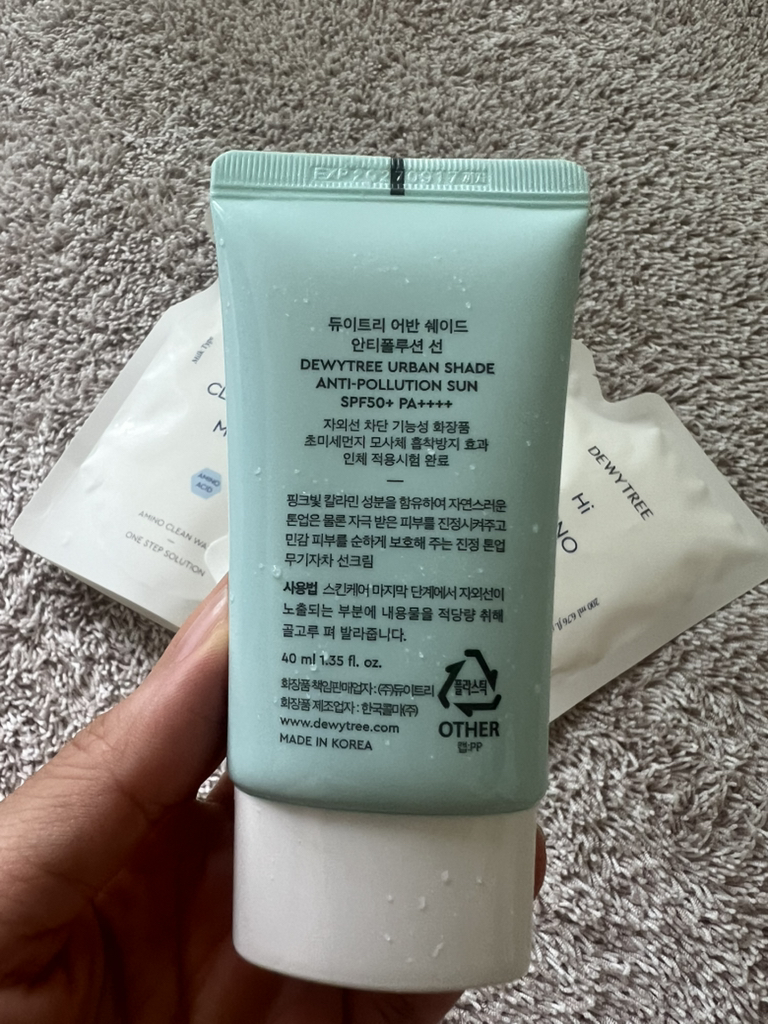 듀이트리 어반 쉐이드
안티폴루션 선
DEWYTREE URBAN SHADE
ANTI-POLLUTION SUN
SPF50+ PA++++
자외선 차단 기능성 화장품
초미세먼지 모사체 흡착방지 효과
인체 적용시험 완료
핑크빛 칼라민 성분을 함유하여 자연스러운
톤업은 물론 자극 받은 피부를 진정시켜주고
민감 피부를 순하게 보호해 주는 진정 톤업
무기자차 선크림
사용법 스킨케어 마지막 단계에서 자외선이
노출되는 부분에 내용물을 적당량 취해
골고루 펴 발라줍니다.
40 ml 1.35 fl. oz.
화장품책임판매업자 : (주)듀이트리
화장품 제조업자 : 한국콜마(주)
www.dewytree.com
MADE IN KOREA
플라스틱
OTHER
캡:PP
Milk Type
AMINO
ACID
AMINO CLEAN
ONE STEP SOLUTION
DEWYTREE
Hi
200 ml 6.76 fl.